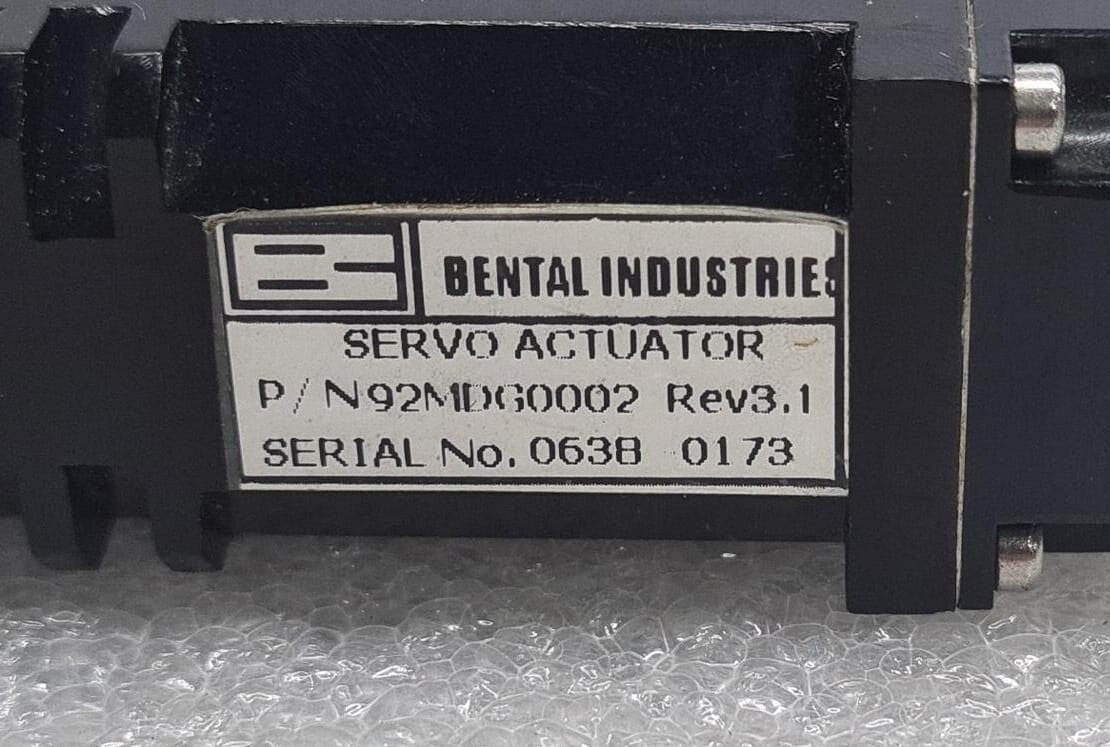 BENTAL INDUSTRIES
SERVO ACTUATOR
P/N92MDG0002 Rev3.1
SERIAL No. 0638 0173